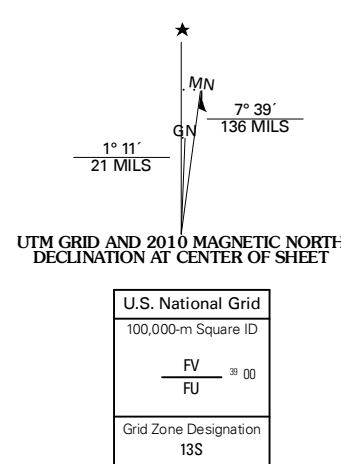 MN
7° 39´
136 MILS
GN
1° 11´
21 MILS
UTM GRID AND 2010 MAGNETIC NORTH
DECLINATION AT CENTER OF SHEET
U.S. National Grid
100,000-m Square ID
FV
39 00
FU
Grid Zone Designation
13S